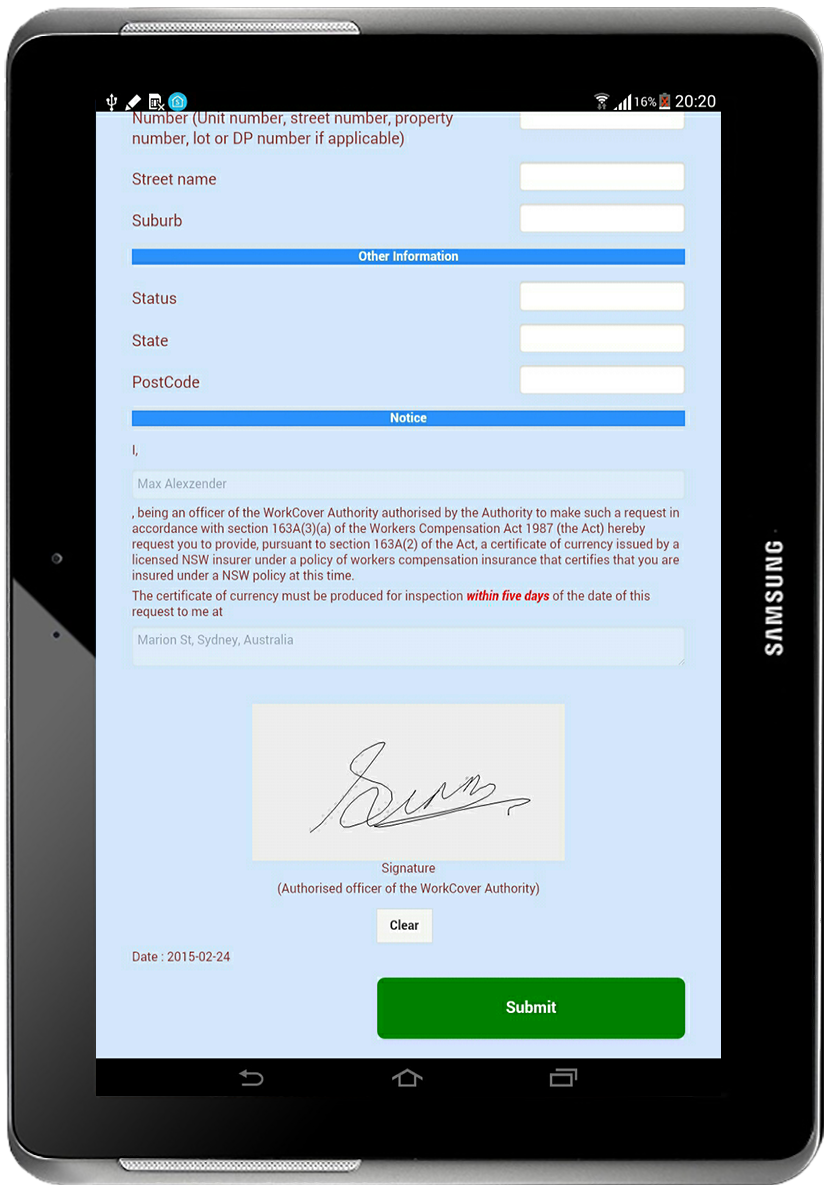 16% 20:20
Number (Unit number, street number, property
number, lot or DP number if applicable)
Street name
Suburb
Other Information
Status
State
PostCode
Notice
I,
Max Alexzender
, being an officer of the WorkCover Authority authorised by the Authority to make such a request in
accordance with section 163A(3)(a) of the Workers Compensation Act 1987 (the Act) hereby
request you to provide, pursuant to section 163A(2) of the Act, a certificate of currency issued by a
licensed NSW insurer under a policy of workers compensation insurance that certifies that you are
insured under a NSW policy at this time.
The certificate of currency must be produced for inspection within five days of the date of this
request to me at
Marion St, Sydney, Australia
Signature
(Authorised officer of the WorkCover Authority)
Clear
Date : 2015-02-24
Submit
SAMSUNG